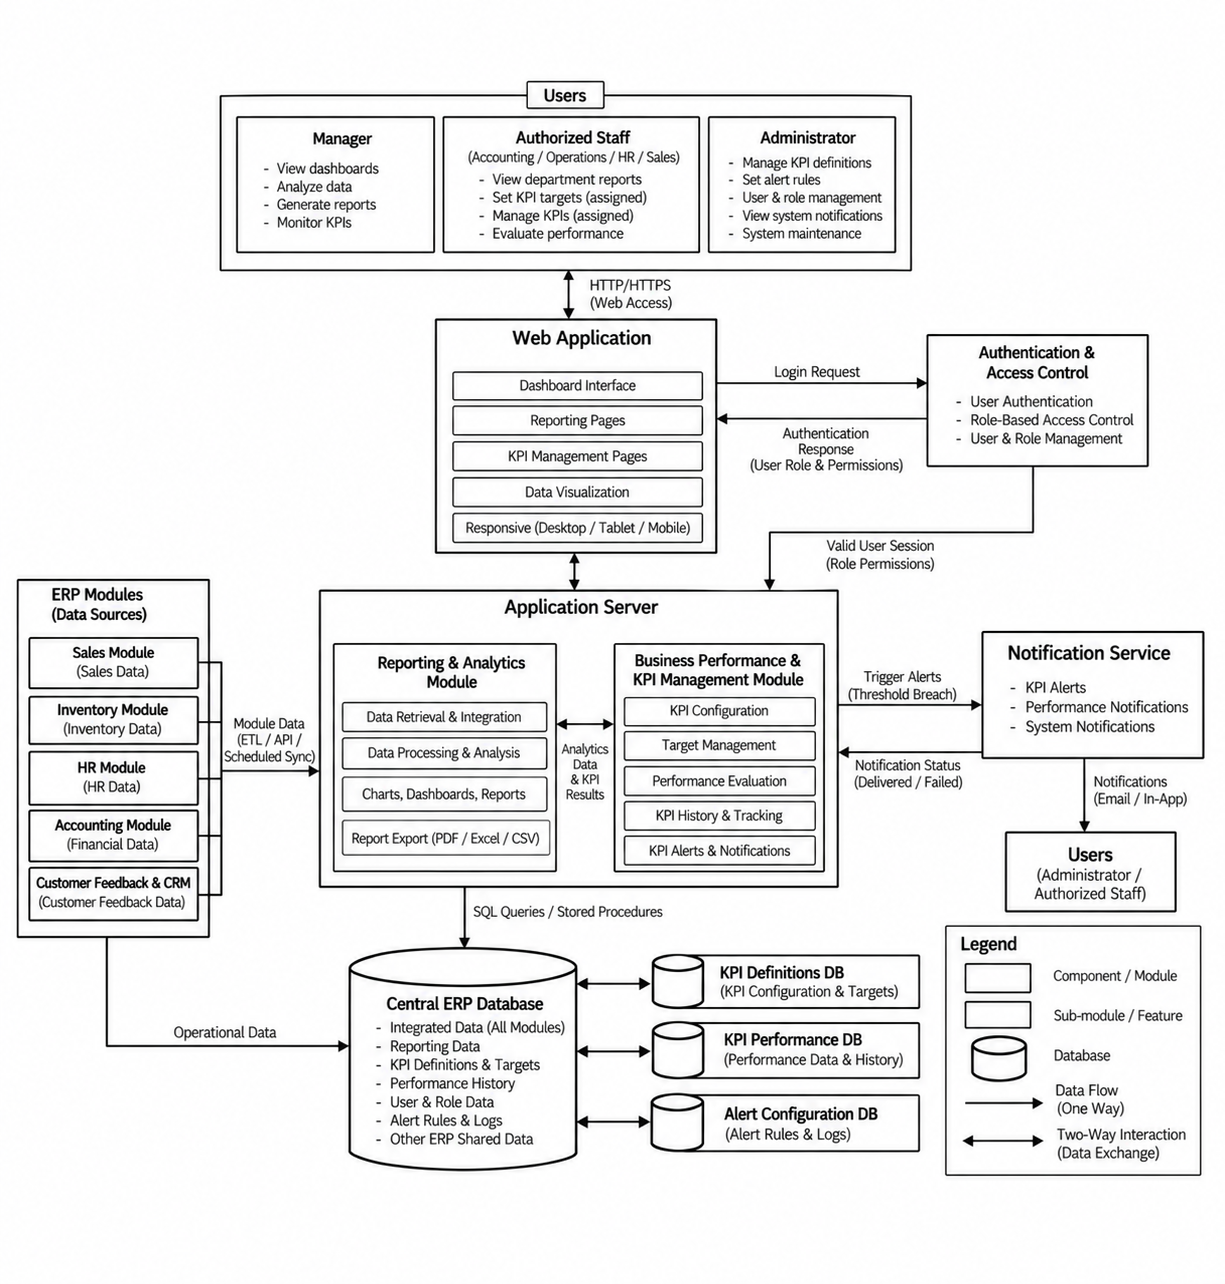 Users
Manager
- View dashboards
- Analyze data
- Generate reports
- Monitor KPIs
Authorized Staff
(Accounting / Operations / HR / Sales)
- View department reports
- Set KPI targets (assigned)
- Manage KPIs (assigned)
- Evaluate performance
Administrator
- Manage KPI definitions
- Set alert rules
- User & role management
- View system notifications
- System maintenance
HTTP/HTTPS
(Web Access)
Web Application
Dashboard Interface
Reporting Pages
KPI Management Pages
Data Visualization
Responsive (Desktop / Tablet / Mobile)
Login Request
Authentication
Response
(User Role & Permissions)
Authentication &
Access Control
- User Authentication
- Role-Based Access Control
- User & Role Management
Valid User Session
(Role Permissions)
ERP Modules
(Data Sources)
Sales Module
(Sales Data)
Inventory Module
(Inventory Data)
HR Module
(HR Data)
Accounting Module
(Financial Data)
Customer Feedback & CRM
(Customer Feedback Data)
Module Data
(ETL / API /
Scheduled Sync)
Application Server
Reporting & Analytics
Module
Data Retrieval & Integration
Data Processing & Analysis
Charts, Dashboards, Reports
Report Export (PDF / Excel / CSV)
Analytics
Data
& KPI
Results
Business Performance &
KPI Management Module
KPI Configuration
Target Management
Performance Evaluation
KPI History & Tracking
KPI Alerts & Notifications
Trigger Alerts
(Threshold Breach)
Notification Status
(Delivered / Failed)
Notification Service
- KPI Alerts
- Performance Notifications
- System Notifications
Notifications
(Email / In-App)
Users
(Administrator /
Authorized Staff)
SQL Queries / Stored Procedures
Operational Data
Central ERP Database
- Integrated Data (All Modules)
- Reporting Data
- KPI Definitions & Targets
- Performance History
- User & Role Data
- Alert Rules & Logs
- Other ERP Shared Data
KPI Definitions DB
(KPI Configuration & Targets)
KPI Performance DB
(Performance Data & History)
Alert Configuration DB
(Alert Rules & Logs)
Legend
Component / Module
Sub-module / Feature
Database
Data Flow
(One Way)
Two-Way Interaction
(Data Exchange)